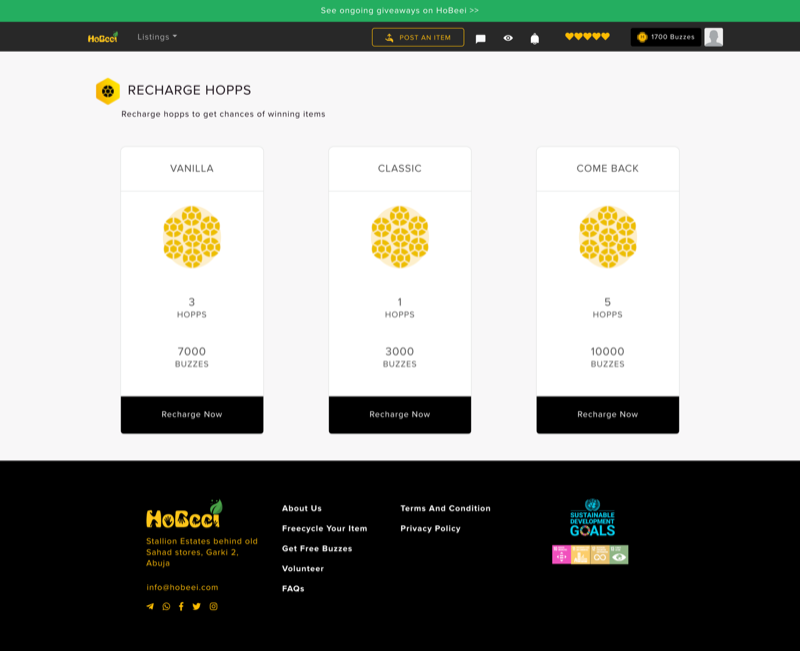 See ongoing giveaways on HoBeei >>
HoBeei
Listings
POST AN ITEM
1700 Buzzes
RECHARGE HOPPS
Recharge hopps to get chances of winning items
VANILLA
3
HOPPS
7000
BUZZES
Recharge Now
CLASSIC
1
HOPPS
3000
BUZZES
Recharge Now
COME BACK
5
HOPPS
10000
BUZZES
Recharge Now
HoBeei
Stallion Estates behind old
Sahad stores, Garki 2,
Abuja
info@hobeei.com
About Us
Freecycle Your Item
Get Free Buzzes
Volunteer
FAQs
Terms And Condition
Privacy Policy
SUSTAINABLE
DEVELOPMENT
GOALS